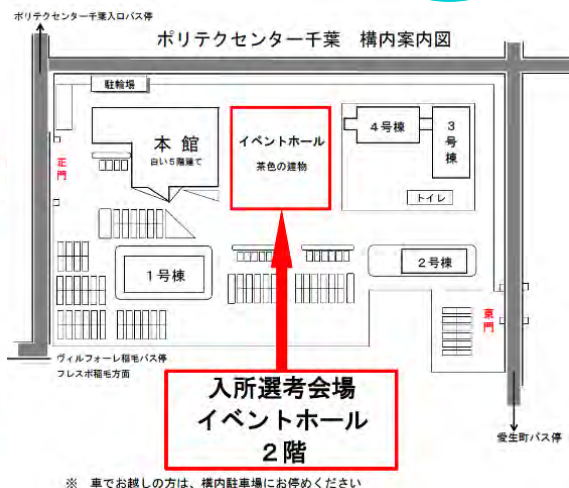 ポリテクセンター千葉入口バス停
ポリテクセンター千葉 構内案内図
駐輪場
本館
白い5階建て
イベントホール
茶色の建物
4号棟
3号棟
トイレ
正門
1号棟
2号棟
東門
ヴィルフォーレ稲毛バス停
フレスポ稲毛方面
入所選考会場
イベントホール
2階
愛生町バス停
※ 車でお越しの方は、構内駐車場にお停めください